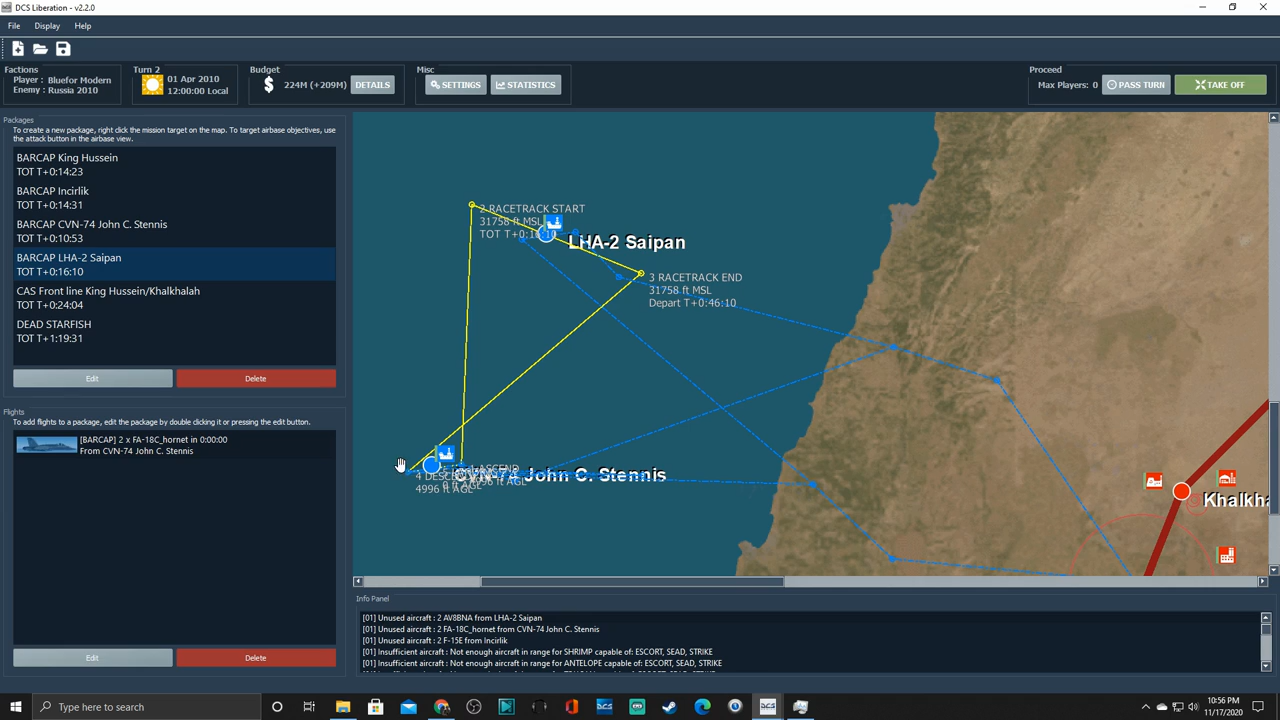 DCS Liberation - v2.2.0
File Display Help
Factions
Player : Bluefor Modern
Enemy : Russia 2010
Turn 2
01 Apr 2010
12:00:00 Local
Budget
$ 224M (+209M) DETAILS
Misc
SETTINGS STATISTICS
Proceed
Max Players: 0 PASS TURN TAKE OFF
Packages
To create a new package, right click the mission target on the map. To target airbase objectives, use
the attack button in the airbase view.
BARCAP King Hussein
TOT T+0:14:23
BARCAP Incirlik
TOT T+0:14:31
BARCAP CVN-74 John C. Stennis
TOT T+0:10:53
BARCAP LHA-2 Saipan
TOT T+0:16:10
CAS Front line King Hussein/Khalkhalah
TOT T+0:24:04
DEAD STARFISH
TOT T+1:19:31
Edit Delete
Flights
To add flights to a package, edit the package by double clicking it or pressing the edit button.
[BARCAP] 2 x FA-18C_hornet in 0:00:00
From CVN-74 John C. Stennis
Edit Delete
2 RACETRACK START
31758 ft MSL
TOT T+0:16:10
LHA-2 Saipan
3 RACETRACK END
31758 ft MSL
Depart T+0:46:10
CVN-74 John C. Stennis
4996 ft AGL
Khalkha
Info Panel
[01] Unused aircraft : 2 AV8BNA from LHA-2 Saipan
[01] Unused aircraft : 2 FA-18C_hornet from CVN-74 John C. Stennis
[01] Unused aircraft : 2 F-15E from Incirlik
[01] Insufficient aircraft : Not enough aircraft in range for SHRIMP capable of: ESCORT, SEAD, STRIKE
[01] Insufficient aircraft : Not enough aircraft in range for ANTELOPE capable of: ESCORT, SEAD, STRIKE
Type here to search
10:56 PM
11/17/2020